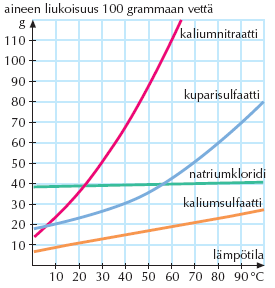 aineen liukoisuus 100 grammaan vettä
g
110
kaliumnitraatti
100
90
80
kuparisulfaatti
70
60
50
natriumkloridi
40
30
kaliumsulfaatti
20
10
lämpötila
10 20 30 40 50 60 70 80 90 °C